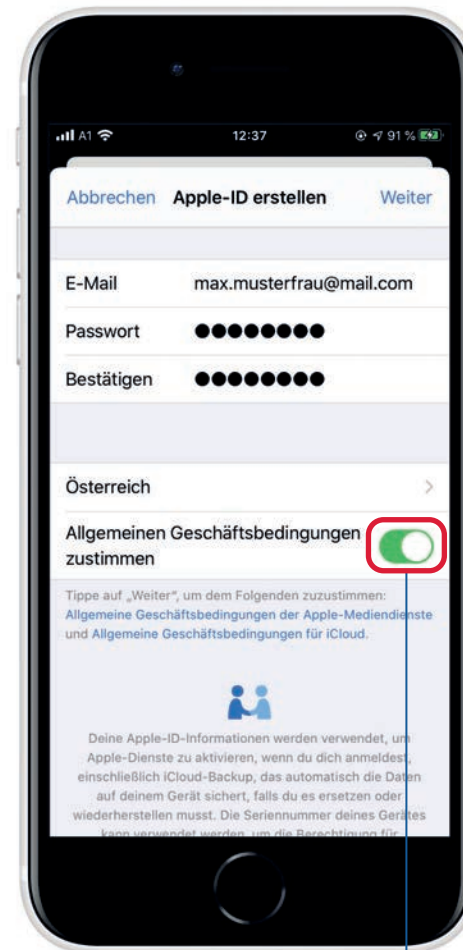 A1 12:37 91 %
Abbrechen Apple-ID erstellen Weiter
E-Mail max.musterfrau@mail.com
Passwort ●●●●●●●●
Bestätigen ●●●●●●●●
Österreich
Allgemeinen Geschäftsbedingungen
zustimmen
Tippe auf „Weiter“, um dem Folgenden zuzustimmen:
Allgemeine Geschäftsbedingungen der Apple-Mediendienste
und Allgemeine Geschäftsbedingungen für iCloud.
Deine Apple-ID-Informationen werden verwendet, um
Apple-Dienste zu aktivieren, wenn du dich anmeldest,
einschließlich iCloud-Backup, das automatisch die Daten
auf deinem Gerät sichert, falls du es ersetzen oder
wiederherstellen musst. Die Seriennummer deines Gerätes
kann verwendet werden, um die Berechtigung für